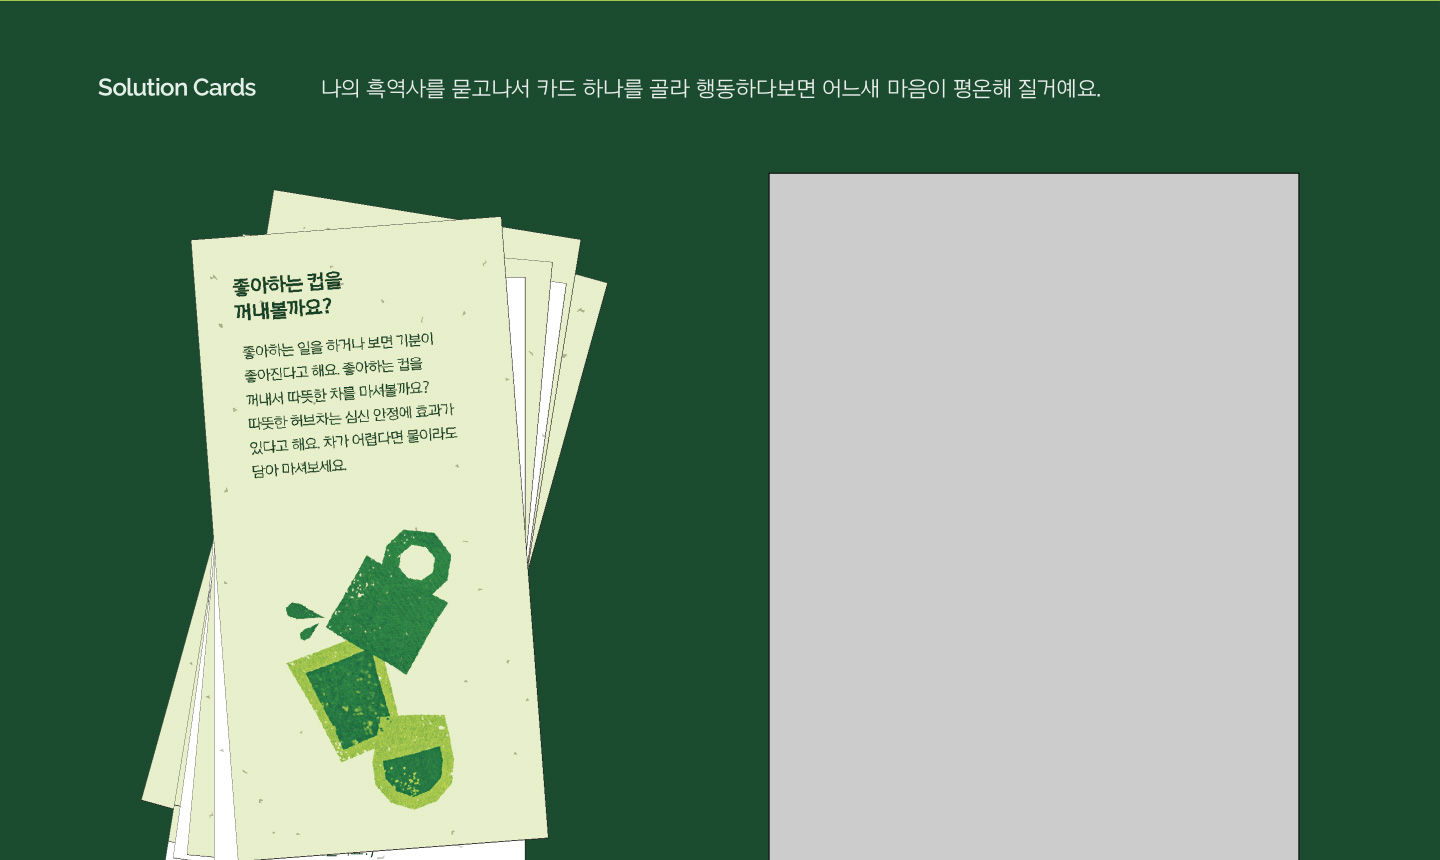 Solution Cards
나의 흑역사를 묻고나서 카드 하나를 골라 행동하다보면 어느새 마음이 평온해 질거예요.
좋아하는 컵을
꺼내볼까요?
좋아하는 일을 하거나 보면 기분이
좋아진다고 해요. 좋아하는 컵을
꺼내서 따뜻한 차를 마셔볼까요?
따뜻한 허브차는 심신 안정에 효과가
있다고 해요. 차가 어렵다면 물이라도
담아 마셔보세요.